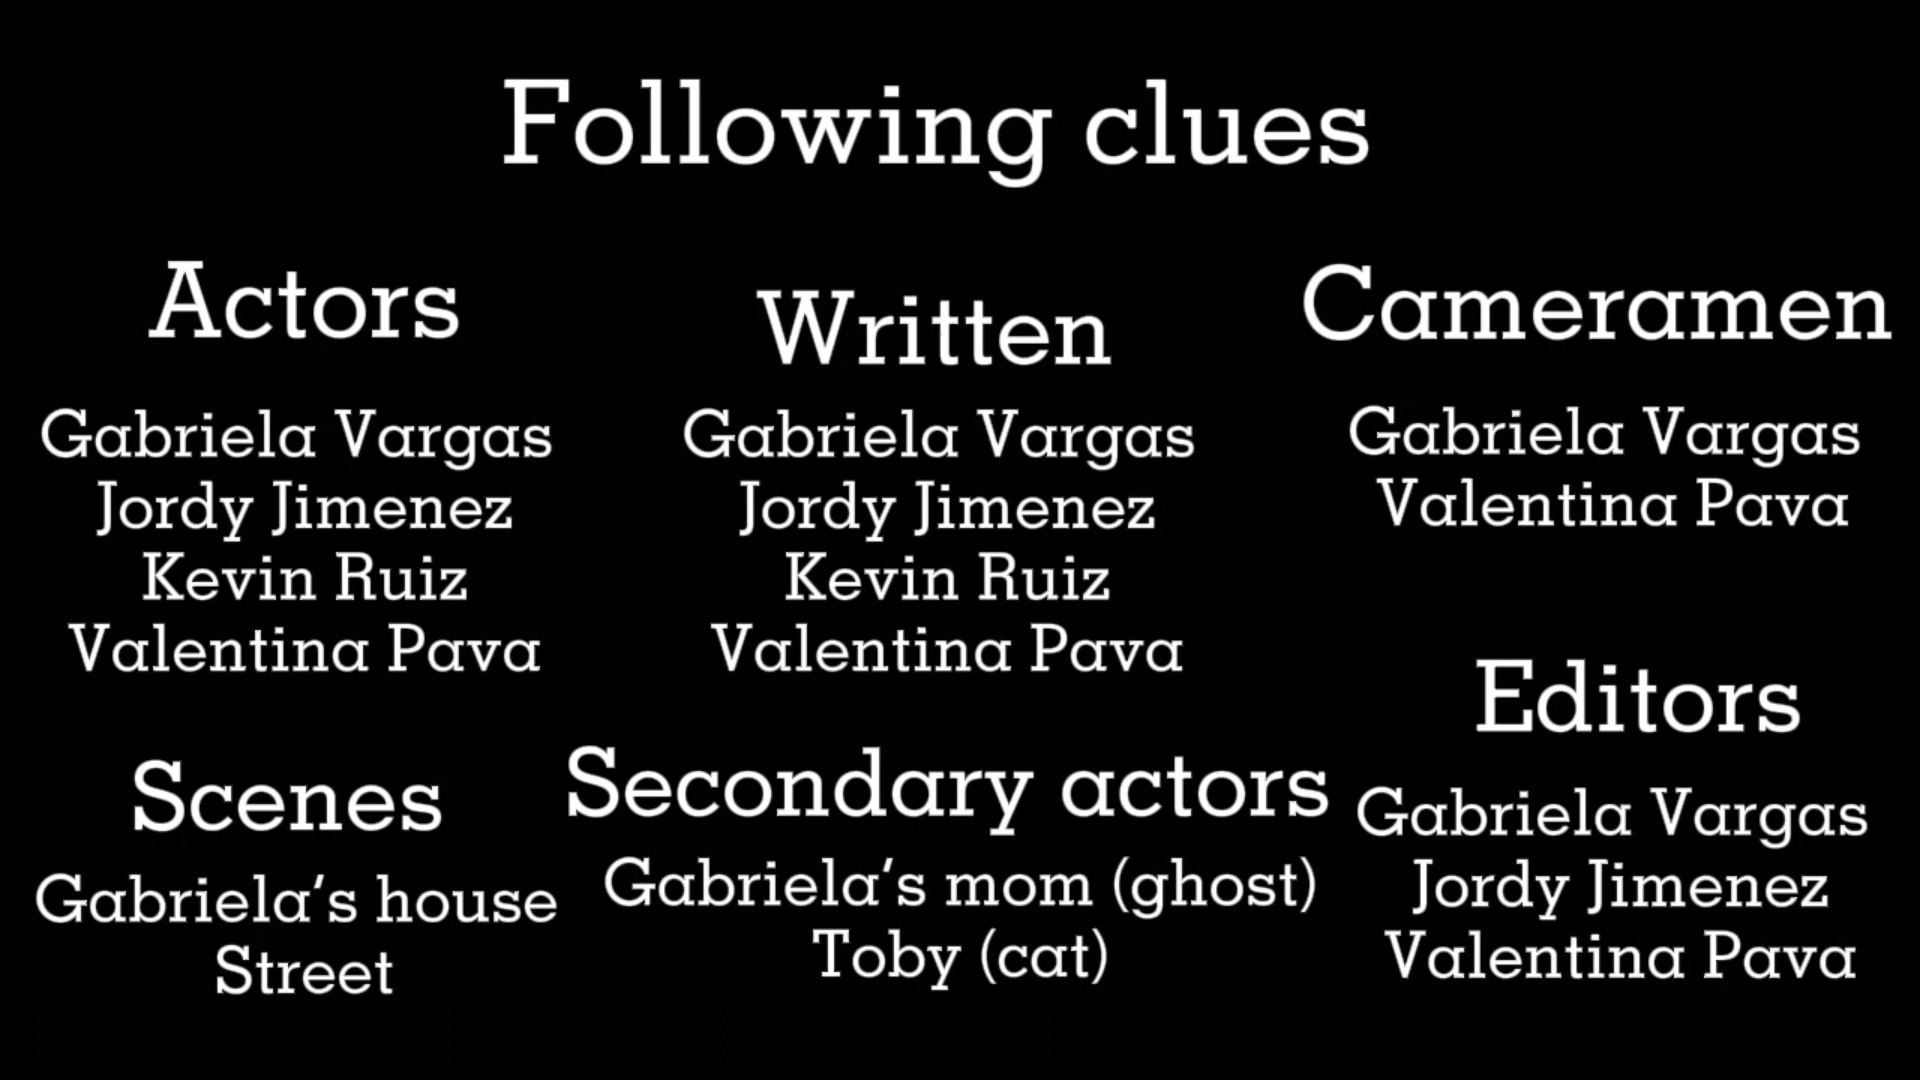 Following clues
Actors
Gabriela Vargas
Jordy Jimenez
Kevin Ruiz
Valentina Pava
Written
Gabriela Vargas
Jordy Jimenez
Kevin Ruiz
Valentina Pava
Cameramen
Gabriela Vargas
Valentina Pava
Scenes
Gabriela’s house
Street
Secondary actors
Gabriela’s mom (ghost)
Toby (cat)
Editors
Gabriela Vargas
Jordy Jimenez
Valentina Pava